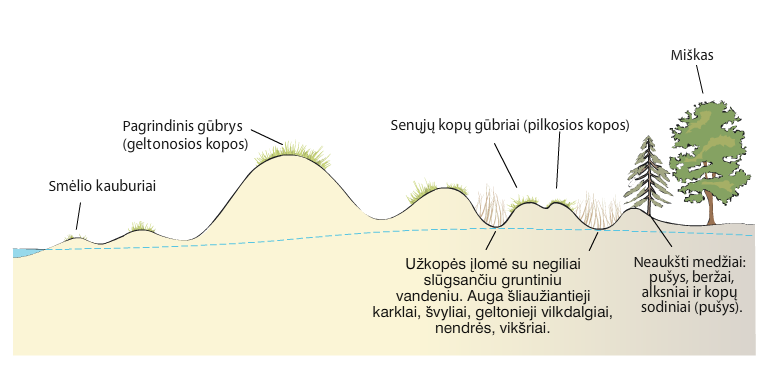 Miškas
Pagrindinis gūbrys
(geltonosios kopos)
Senųjų kopų gūbriai (pilkosios kopos)
Smėlio kauburiai
Užkopės įlomė su negiliai
slūgsančiu gruntiniu
vandeniu. Auga šliaužiantieji
karklai, švyliai, geltonieji vilkdalgiai,
nendrės, vikšriai.
Neaukšti medžiai:
pušys, beržai,
alksniai ir kopų
sodiniai (pušys).